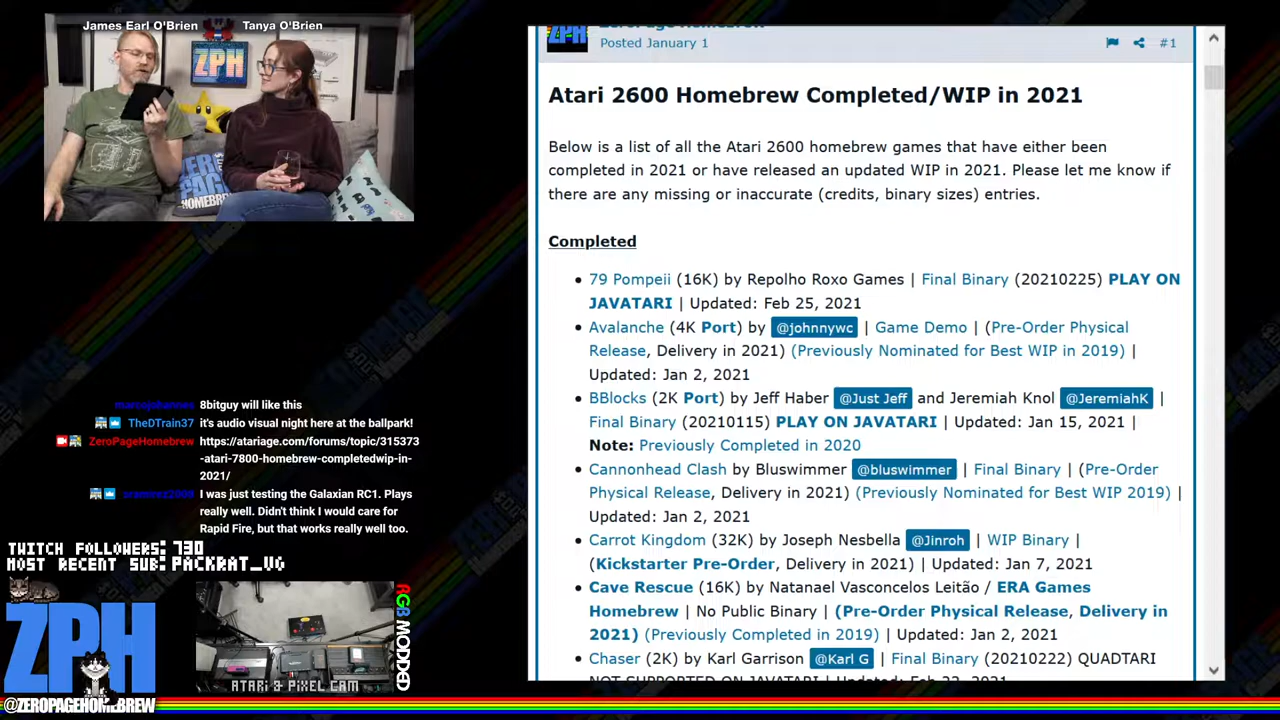 James Earl O'Brien
Tanya O'Brien
ZPH
8bitguy will like this
TheDTrain37 it's audio visual night here at the ballpark!
ZeroPageHomebrew https://atariage.com/forums/topic/315373
-atari-7800-homebrew-completedwip-in-
2021/
I was just testing the Galaxian RC1. Plays
really well. Didn't think I would care for
Rapid Fire, but that works really well too.
TWITCH FOLLOWERS: 730
MOST RECENT SUB: PACKRAT_VG
ZPH
@ZEROPAGEHOMEBREW
ATARI & PIXEL CAM
RGB MODDED
ZPH
Posted January 1
#1
Atari 2600 Homebrew Completed/WIP in 2021
Below is a list of all the Atari 2600 homebrew games that have either been
completed in 2021 or have released an updated WIP in 2021. Please let me know if
there are any missing or inaccurate (credits, binary sizes) entries.
Completed
• 79 Pompeii (16K) by Repolho Roxo Games | Final Binary (20210225) PLAY ON
JAVATARI | Updated: Feb 25, 2021
• Avalanche (4K Port) by @johnnywc | Game Demo | (Pre-Order Physical
Release, Delivery in 2021) (Previously Nominated for Best WIP in 2019) |
Updated: Jan 2, 2021
• BBlocks (2K Port) by Jeff Haber @Just Jeff and Jeremiah Knol @JeremiahK |
Final Binary (20210115) PLAY ON JAVATARI | Updated: Jan 15, 2021 |
Note: Previously Completed in 2020
• Cannonhead Clash by Bluswimmer @bluswimmer | Final Binary | (Pre-Order
Physical Release, Delivery in 2021) (Previously Nominated for Best WIP 2019) |
Updated: Jan 2, 2021
• Carrot Kingdom (32K) by Joseph Nesbella @Jinroh | WIP Binary |
(Kickstarter Pre-Order, Delivery in 2021) | Updated: Jan 7, 2021
• Cave Rescue (16K) by Natanael Vasconcelos Leitão / ERA Games
Homebrew | No Public Binary | (Pre-Order Physical Release, Delivery in
2021) (Previously Completed in 2019) | Updated: Jan 2, 2021
• Chaser (2K) by Karl Garrison @Karl G | Final Binary (20210222) QUADTARI